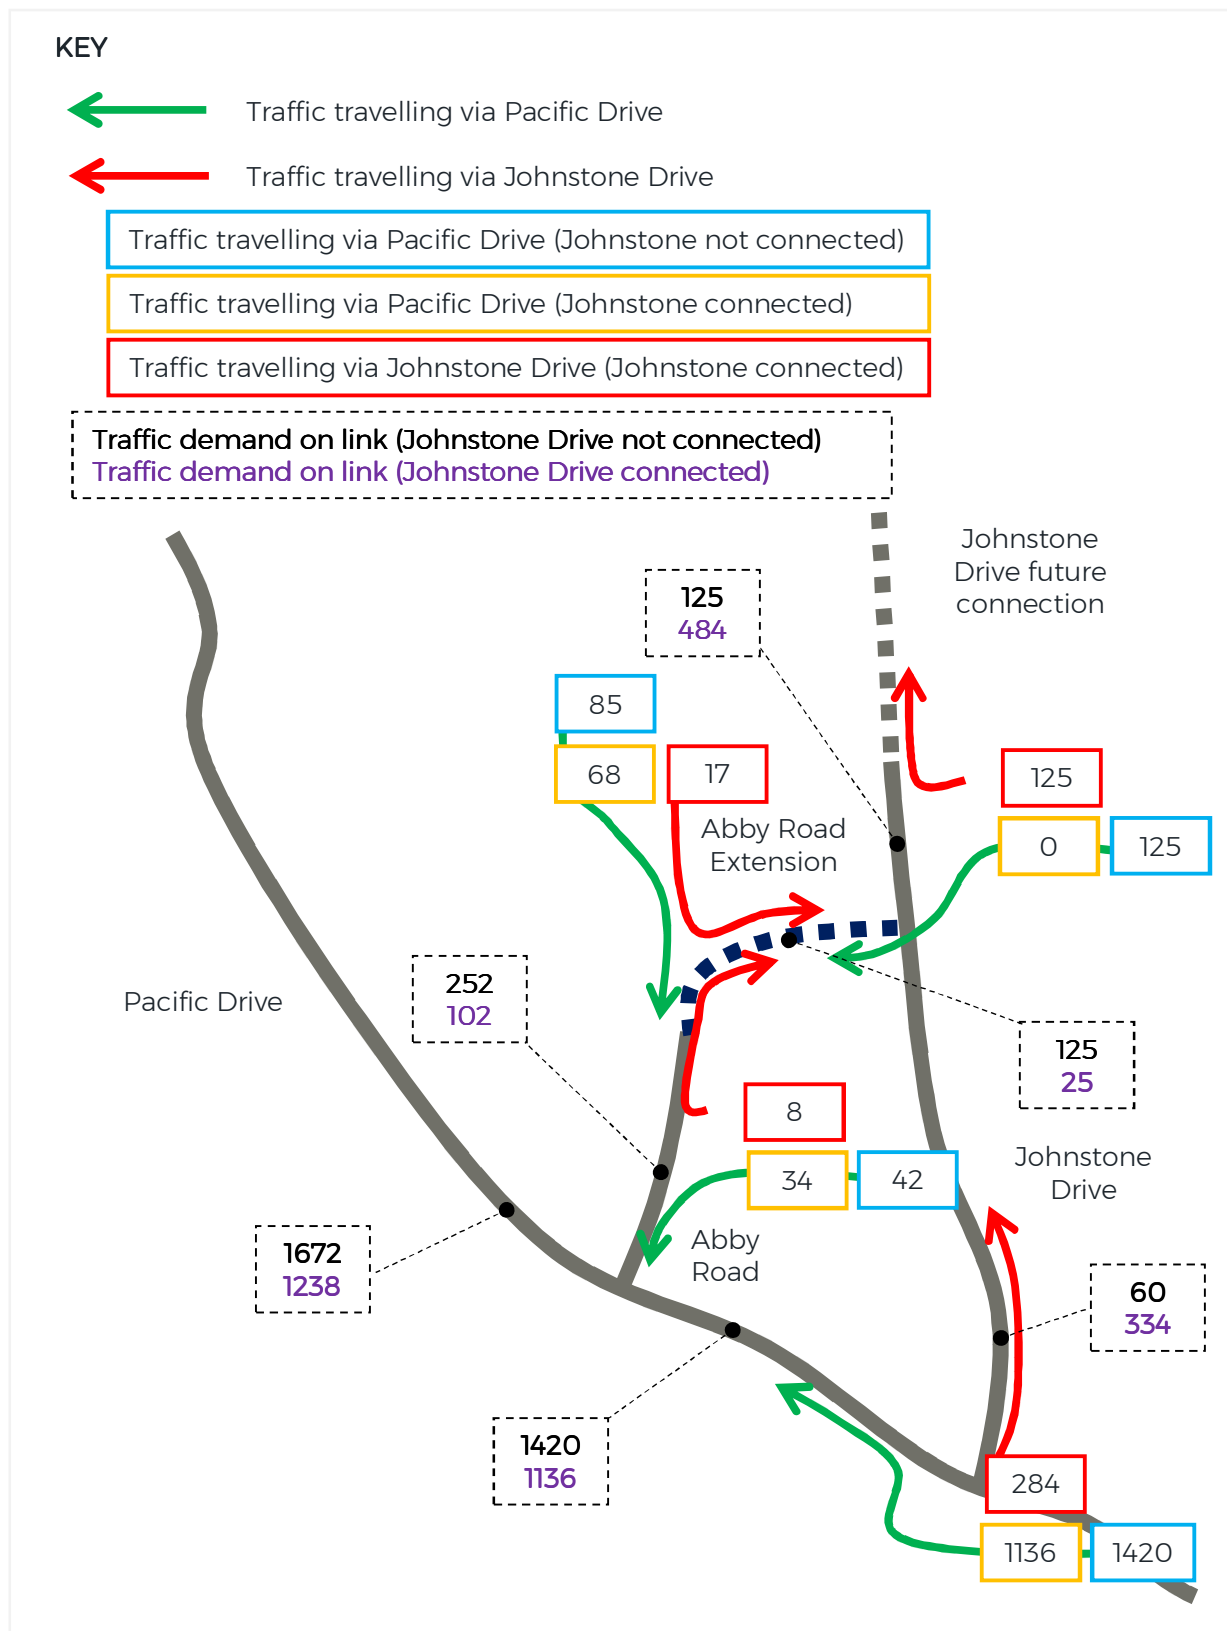 KEY
Traffic travelling via Pacific Drive
Traffic travelling via Johnstone Drive
Traffic travelling via Pacific Drive (Johnstone not connected)
Traffic travelling via Pacific Drive (Johnstone connected)
Traffic travelling via Johnstone Drive (Johnstone connected)
Traffic demand on link (Johnstone Drive not connected)
Traffic demand on link (Johnstone Drive connected)
Johnstone
Drive future
connection
125
484
85
68
17
125
0
125
Abby Road
Extension
Pacific Drive
252
102
125
25
8
34
42
Johnstone
Drive
Abby
Road
1672
1238
60
334
1420
1136
284
1136
1420